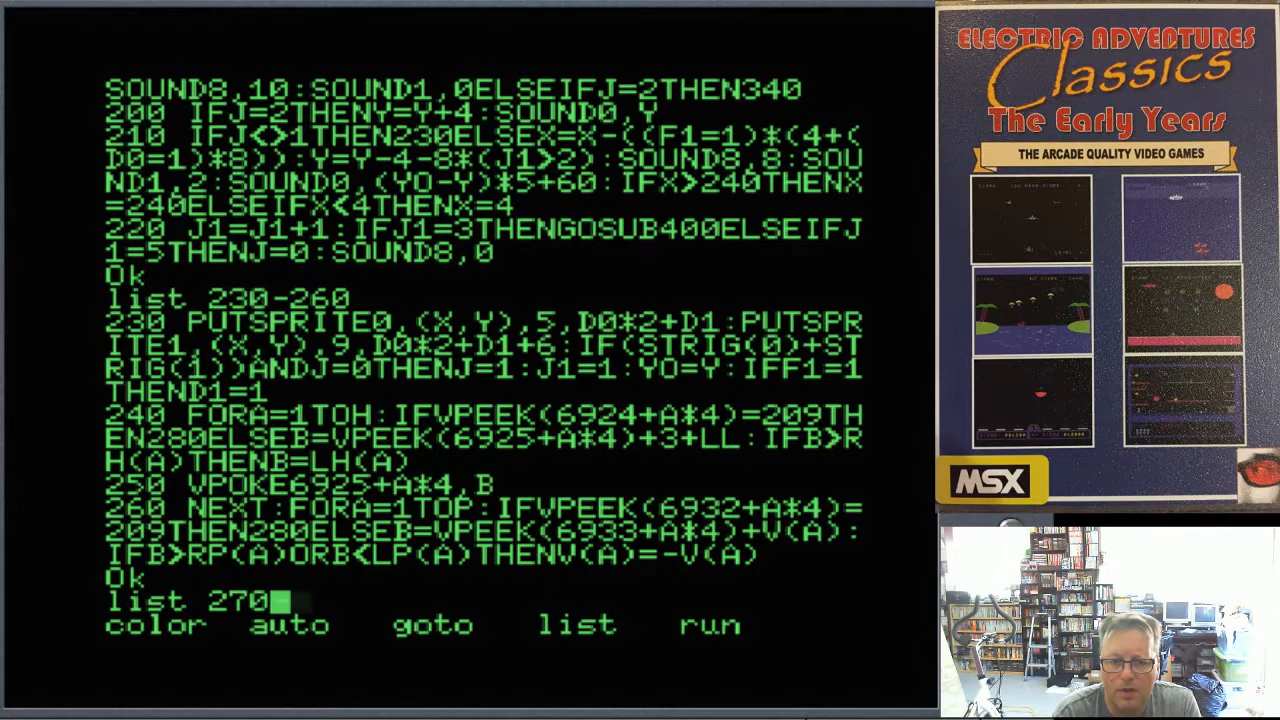 SOUND8,10:SOUND1,0ELSEIFJ=2THEN340
200 IFJ=2THENY=Y+4:SOUND0,Y
210 IFJ<>1THEN230ELSEX=X-((F1=1)*(4+(
D0=1)*8)):Y=Y-4-8*(J1>2):SOUND8,8:SOU
ND1,2:SOUND0,(YO-Y)*5+60:IFX>240THENX
=240ELSEIFX<4THENX=4
220 J1=J1+1:IFJ1=3THENGOSUB400ELSEIFJ
1=5THENJ=0:SOUND8,0
Ok
list 230-260
230 PUTSPRITE0,(X,Y),5,D0*2+D1:PUTSPR
ITE1,(X,Y),9,D0*2+D1+6:IF(STRIG(0)+ST
RIG(1))ANDJ=0THENJ=1:J1=1:YO=Y:IFF1=1
THEND1=1
240 FORA=1TOH:IFVPEEK(6924+A*4)=209TH
EN280ELSEB=VPEEK(6925+A*4)+3+LL:IFB>R
H(A)THENB=LH(A)
250 VPOKE6925+A*4,B
260 NEXT:FORA=1TOP:IFVPEEK(6932+A*4)=
209THEN280ELSEB=VPEEK(6933+A*4)+V(A):
IFB>RP(A)ORB<LP(A)THENV(A)=-V(A)
Ok
list 270-
color auto goto list run
ELECTRIC ADVENTURES
Classics
The Early Years
THE ARCADE QUALITY VIDEO GAMES
MSX